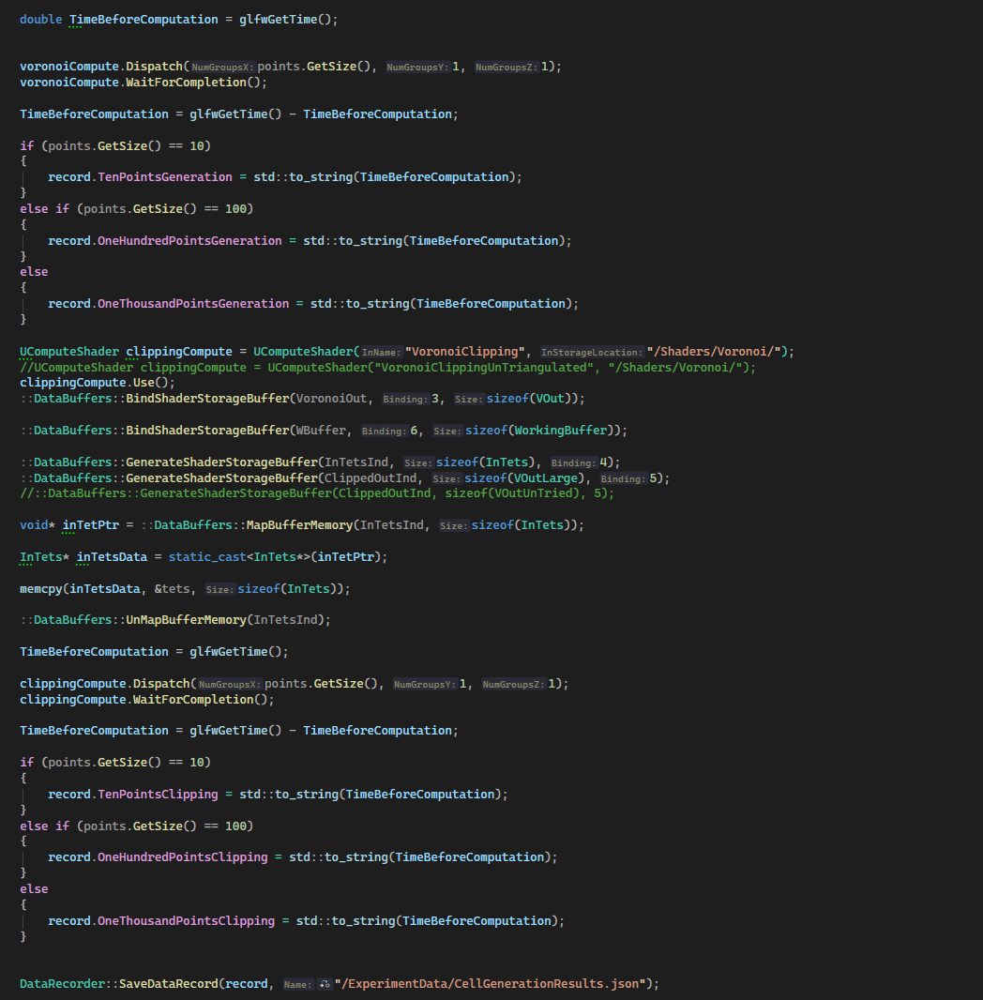 double TimeBeforeComputation = glfwGetTime();
voronoiCompute.Dispatch(NumGroupsX: points.GetSize(), NumGroupsY: 1, NumGroupsZ: 1);
voronoiCompute.WaitForCompletion();
TimeBeforeComputation = glfwGetTime() - TimeBeforeComputation;
if (points.GetSize() == 10)
{
record.TenPointsGeneration = std::to_string(TimeBeforeComputation);
}
else if (points.GetSize() == 100)
{
record.OneHundredPointsGeneration = std::to_string(TimeBeforeComputation);
}
else
{
record.OneThousandPointsGeneration = std::to_string(TimeBeforeComputation);
}
UComputeShader clippingCompute = UComputeShader(InName: "VoronoiClipping", InStorageLocation: "/Shaders/Voronoi/");
//UComputeShader clippingCompute = UComputeShader("VoronoiClippingUnTriangulated", "/Shaders/Voronoi/");
clippingCompute.Use();
::DataBuffers::BindShaderStorageBuffer(VoronoiOut, Binding: 3, Size: sizeof(VOut));
::DataBuffers::BindShaderStorageBuffer(WBuffer, Binding: 6, Size: sizeof(WorkingBuffer));
::DataBuffers::GenerateShaderStorageBuffer(InTetsInd, Size: sizeof(InTets), Binding: 4);
::DataBuffers::GenerateShaderStorageBuffer(ClippedOutInd, Size: sizeof(VOutLarge), Binding: 5);
//::DataBuffers::GenerateShaderStorageBuffer(ClippedOutInd, sizeof(VOutUnTried), 5);
void* inTetPtr = ::DataBuffers::MapBufferMemory(InTetsInd, Size: sizeof(InTets));
InTets* inTetsData = static_cast<InTets*>(inTetPtr);
memcpy(inTetsData, &tets, Size: sizeof(InTets));
::DataBuffers::UnMapBufferMemory(InTetsInd);
TimeBeforeComputation = glfwGetTime();
clippingCompute.Dispatch(NumGroupsX: points.GetSize(), NumGroupsY: 1, NumGroupsZ: 1);
clippingCompute.WaitForCompletion();
TimeBeforeComputation = glfwGetTime() - TimeBeforeComputation;
if (points.GetSize() == 10)
{
record.TenPointsClipping = std::to_string(TimeBeforeComputation);
}
else if (points.GetSize() == 100)
{
record.OneHundredPointsClipping = std::to_string(TimeBeforeComputation);
}
else
{
record.OneThousandPointsClipping = std::to_string(TimeBeforeComputation);
}
DataRecorder::SaveDataRecord(record, Name: "/ExperimentData/CellGenerationResults.json");